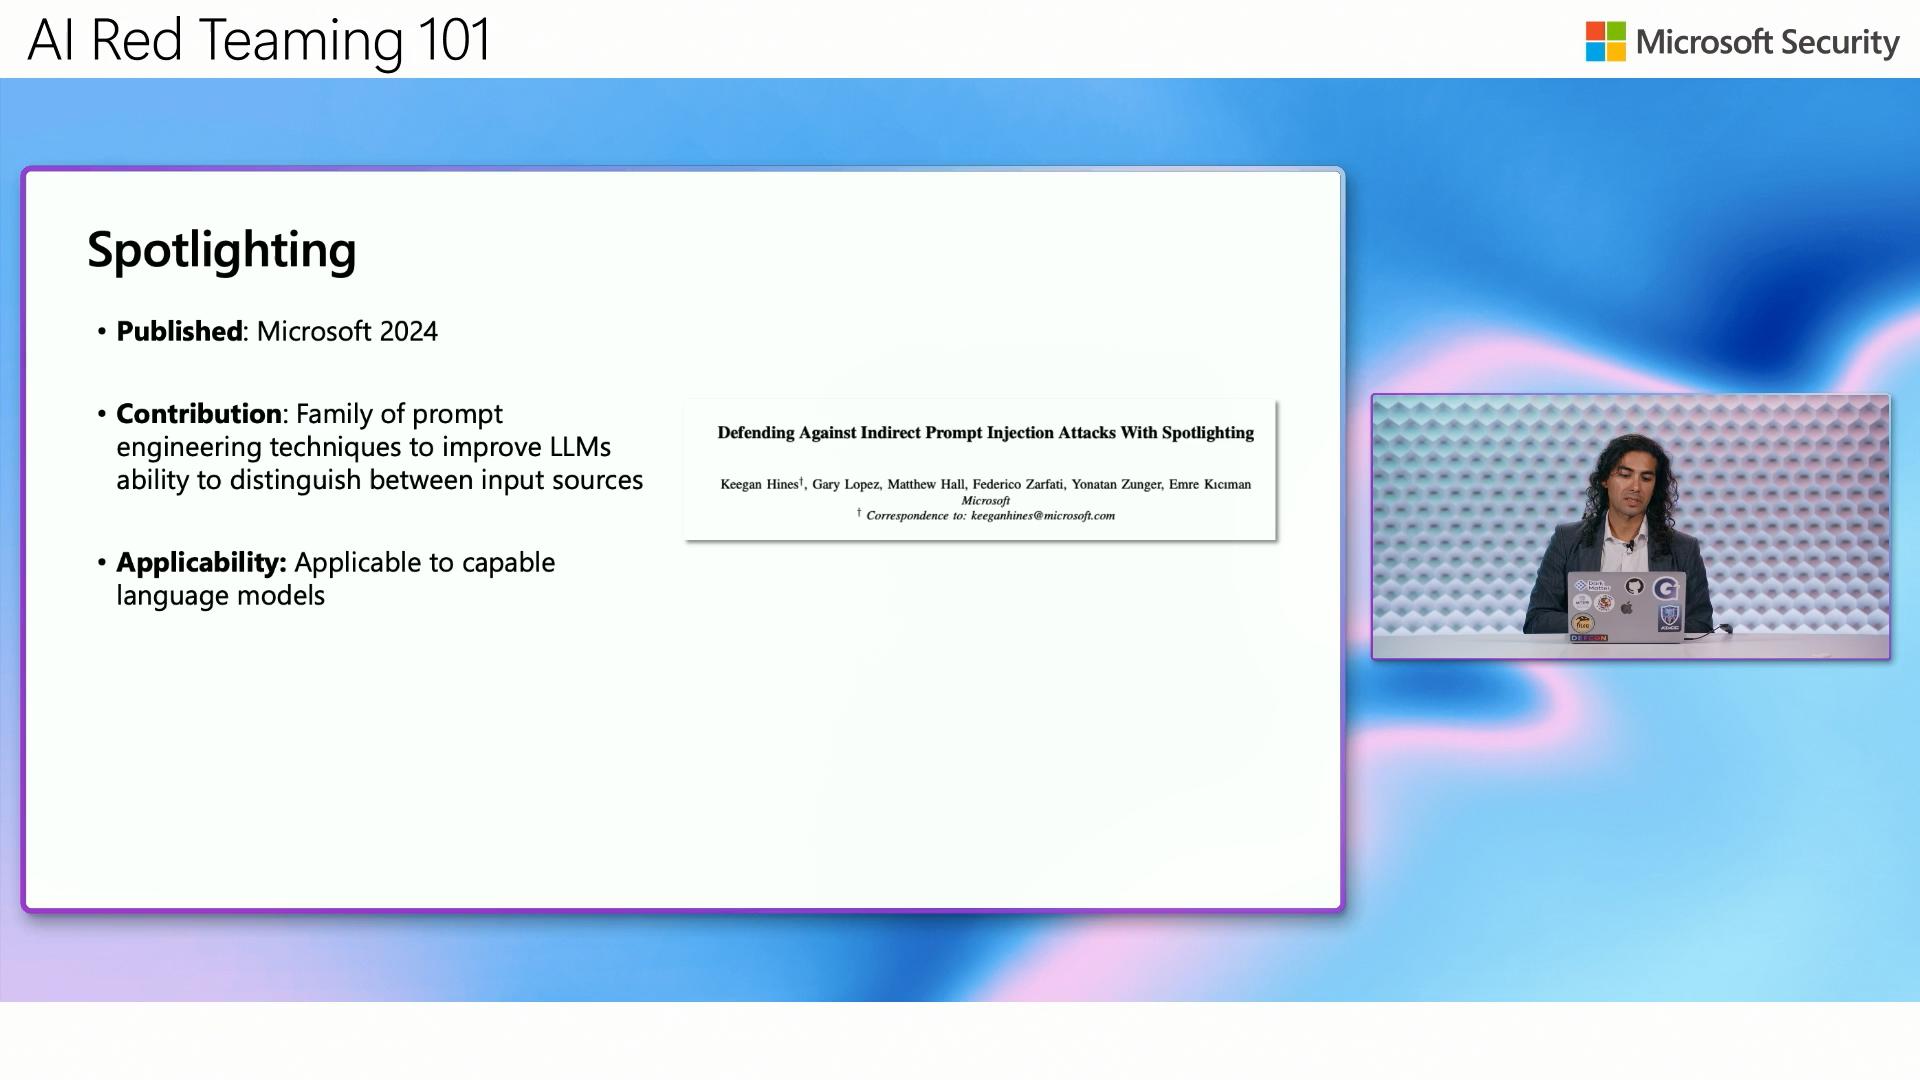 AI Red Teaming 101
Microsoft Security
Spotlighting
• Published: Microsoft 2024
• Contribution: Family of prompt
engineering techniques to improve LLMs
ability to distinguish between input sources
• Applicability: Applicable to capable
language models
Defending Against Indirect Prompt Injection Attacks With Spotlighting
Keegan Hines†, Gary Lopez, Matthew Hall, Federico Zarfati, Yonatan Zunger, Emre Kıcıman
Microsoft
† Correspondence to: keeganhines@microsoft.com
Dark
Matter
G
DEFCON